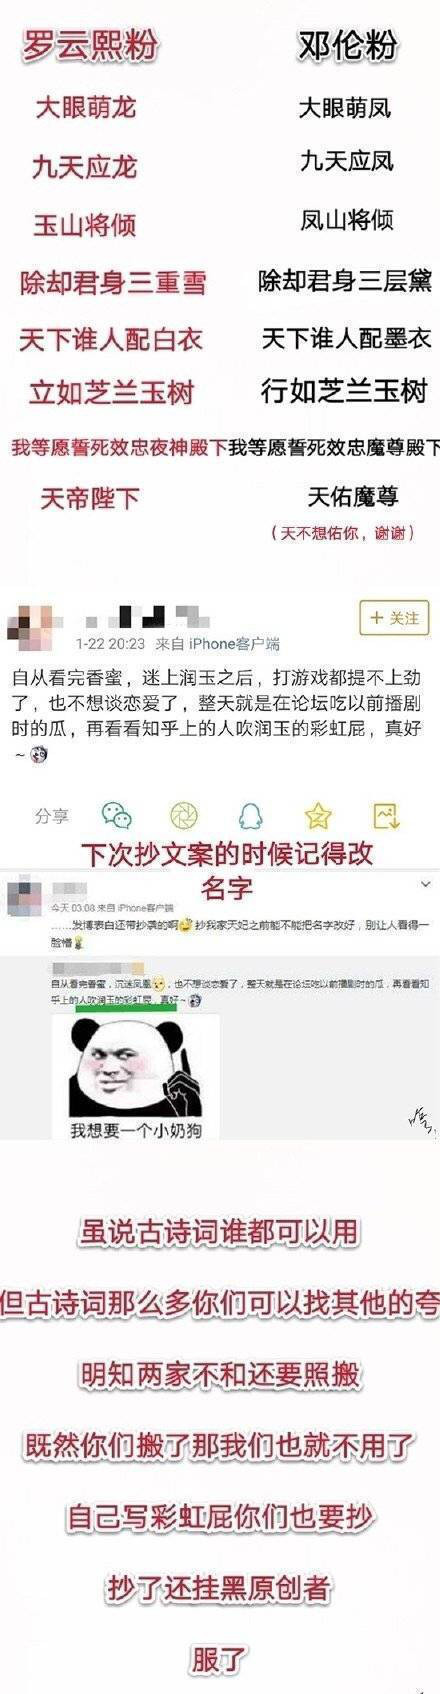 罗云熙粉 邓伦粉
大眼萌龙 大眼萌凤
九天应龙 九天应凤
玉山将倾 凤山将倾
除却君身三重雪 除却君身三层黛
天下谁人配白衣 天下谁人配墨衣
立如芝兰玉树 行如芝兰玉树
我等愿誓死效忠夜神殿下 我等愿誓死效忠魔尊殿下
天帝陛下 天佑魔尊
（天不想佑你，谢谢）
+ 关注
1-22 20:23 来自 iPhone客户端
自从看完香蜜，迷上润玉之后，打游戏都提不上劲
了，也不想谈恋爱了，整天就是在论坛吃以前播剧
时的瓜，再看看知乎上的人吹润玉的彩虹屁，真好
～
分享
下次抄文案的时候记得改
名字
今天 03:08 来自 iPhone客户端
……发博表白还带抄袭的啊 抄我家天妃之前能不能把名字改好，别让人看得一
脸懵
自从看完香蜜，沉迷凤凰，也不想谈恋爱了，整天就是在论坛吃以前播剧时的瓜，再看看知
乎上的人吹润玉的彩虹屁，真好～
我想要一个小奶狗
虽说古诗词谁都可以用
但古诗词那么多你们可以找其他的夸
明知两家不和还要照搬
既然你们搬了那我们也就不用了
自己写彩虹屁你们也要抄
抄了还挂黑原创者
服了